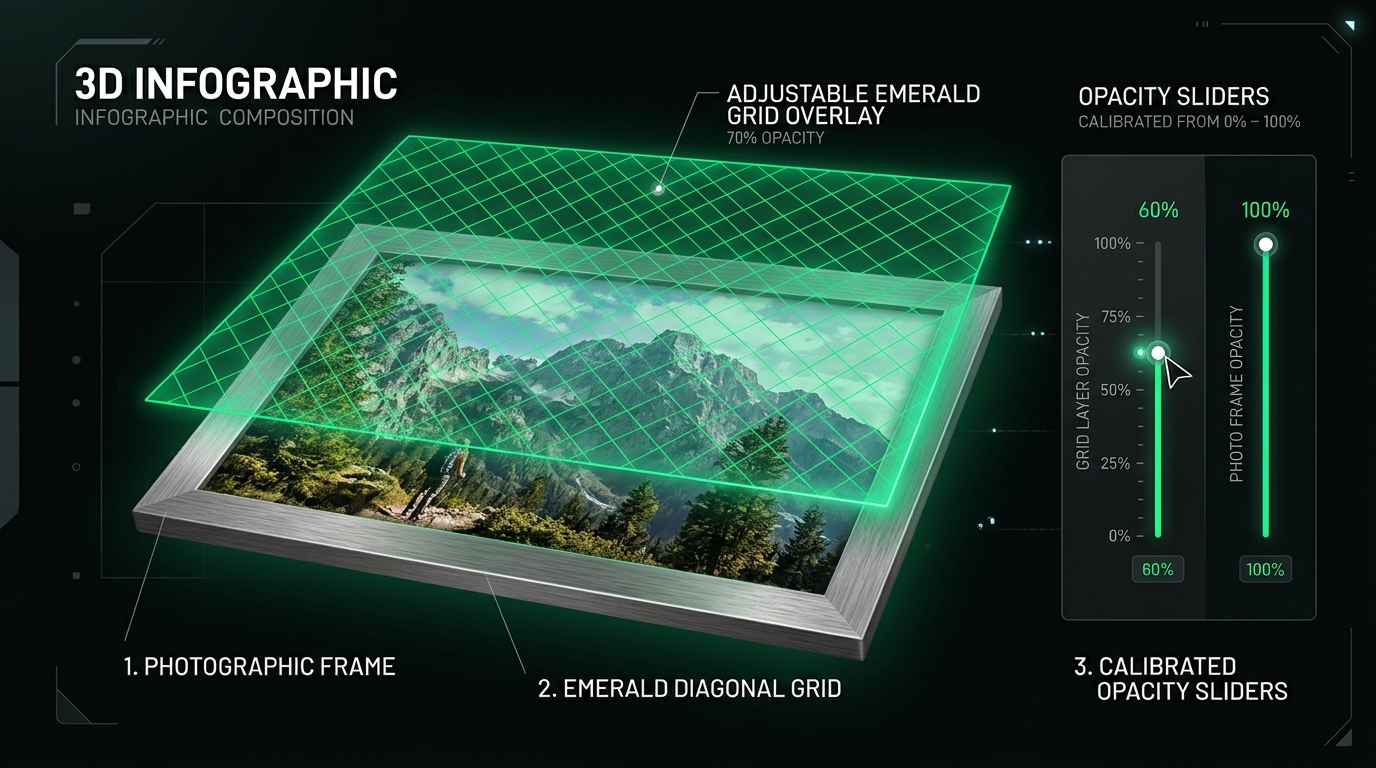 3D INFOGRAPHIC
INFOGRAPHIC COMPOSITION
ADJUSTABLE EMERALD
GRID OVERLAY
70% OPACITY
OPACITY SLIDERS
CALIBRATED FROM 0% – 100%
60%
100%
100%
75%
50%
25%
0%
GRID LAYER OPACITY
PHOTO FRAME OPACITY
60%
100%
1. PHOTOGRAPHIC FRAME
2. EMERALD DIAGONAL GRID
3. CALIBRATED
OPACITY SLIDERS